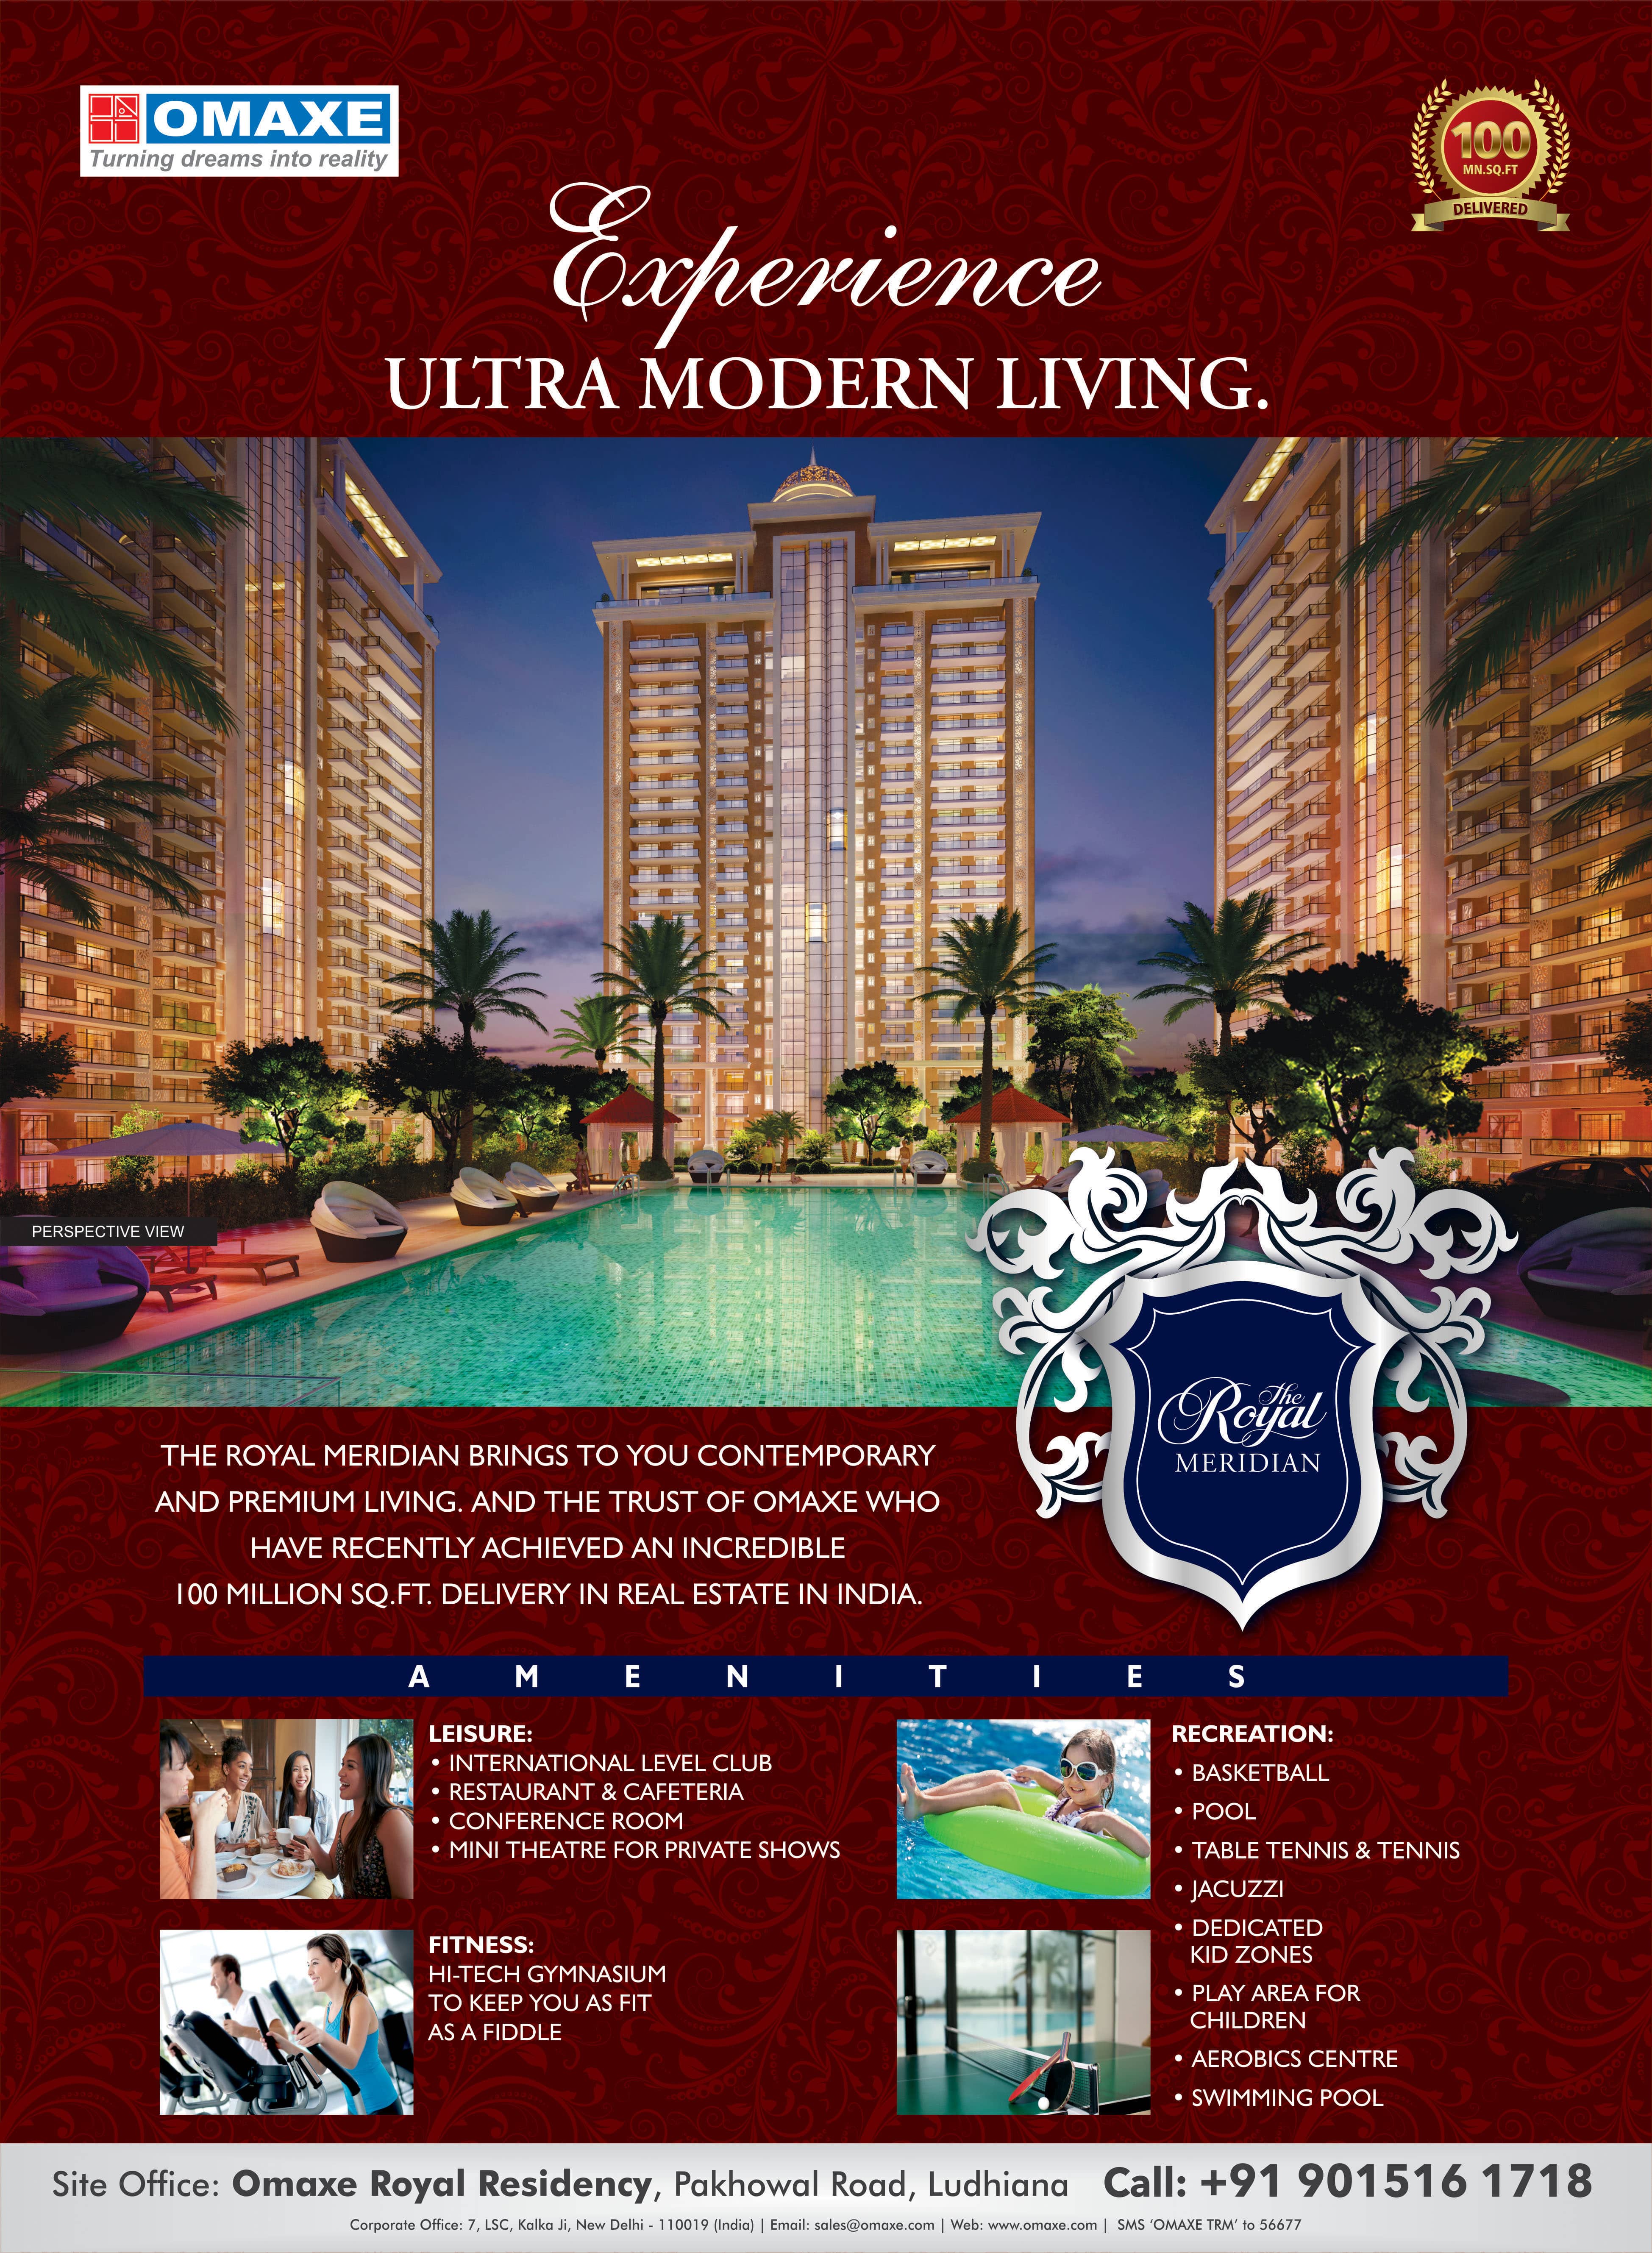 OMAXE
Turning dreams into reality
100
MN.SQ.FT
DELIVERED
Experience
ULTRA MODERN LIVING.
PERSPECTIVE VIEW
The
Royal
MERIDIAN
THE ROYAL MERIDIAN BRINGS TO YOU CONTEMPORARY
AND PREMIUM LIVING. AND THE TRUST OF OMAXE WHO
HAVE RECENTLY ACHIEVED AN INCREDIBLE
100 MILLION SQ.FT. DELIVERY IN REAL ESTATE IN INDIA.
AMENITIES
LEISURE:
• INTERNATIONAL LEVEL CLUB
• RESTAURANT & CAFETERIA
• CONFERENCE ROOM
• MINI THEATRE FOR PRIVATE SHOWS
FITNESS:
HI-TECH GYMNASIUM
TO KEEP YOU AS FIT
AS A FIDDLE
RECREATION:
• BASKETBALL
• POOL
• TABLE TENNIS & TENNIS
• JACUZZI
• DEDICATED
KID ZONES
• PLAY AREA FOR
CHILDREN
• AEROBICS CENTRE
• SWIMMING POOL
Site Office: Omaxe Royal Residency, Pakhowal Road, Ludhiana Call: +91 901516 1718
Corporate Office: 7, LSC, Kalka Ji, New Delhi - 110019 (India) | Email: sales@omaxe.com | Web: www.omaxe.com | SMS ‘OMAXE TRM’ to 56677